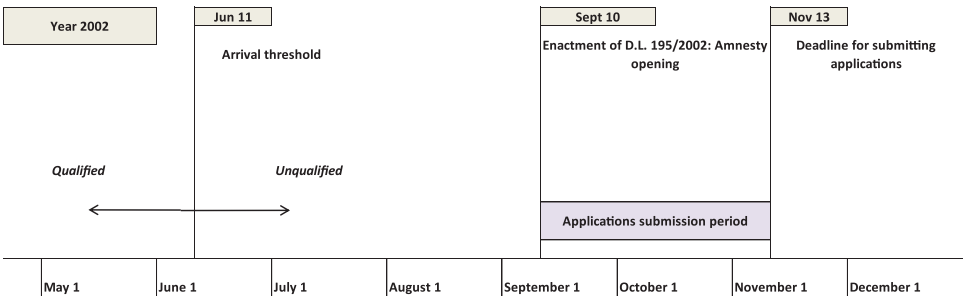 Year 2002
Jun 11
Sept 10
Nov 13
Arrival threshold
Enactment of D.L. 195/2002: Amnesty
opening
Deadline for submitting
applications
Qualified
Unqualified
Applications submission period
May 1
June 1
July 1
August 1
September 1
October 1
November 1
December 1